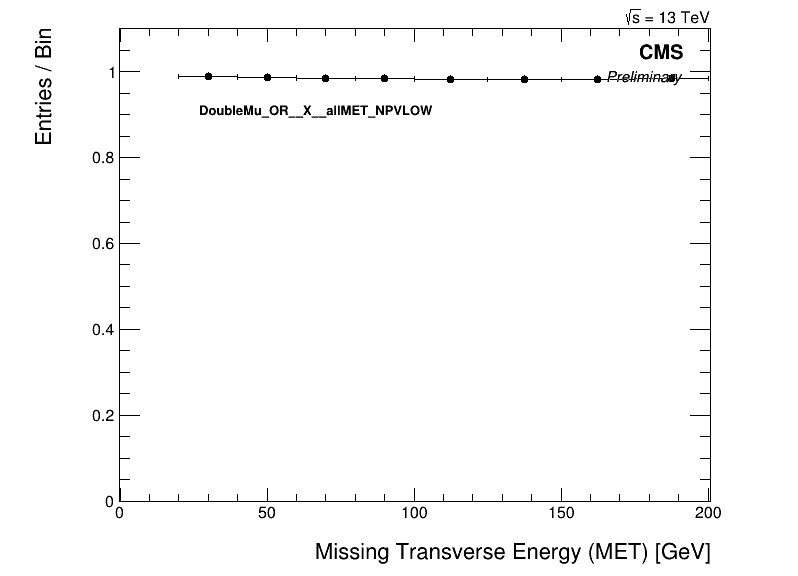 √s = 13 TeV
CMS
Preliminary
DoubleMu_OR__X__allMET_NPVLOW
Entries / Bin
1
0.8
0.6
0.4
0.2
0
0 50 100 150 200
Missing Transverse Energy (MET) [GeV]